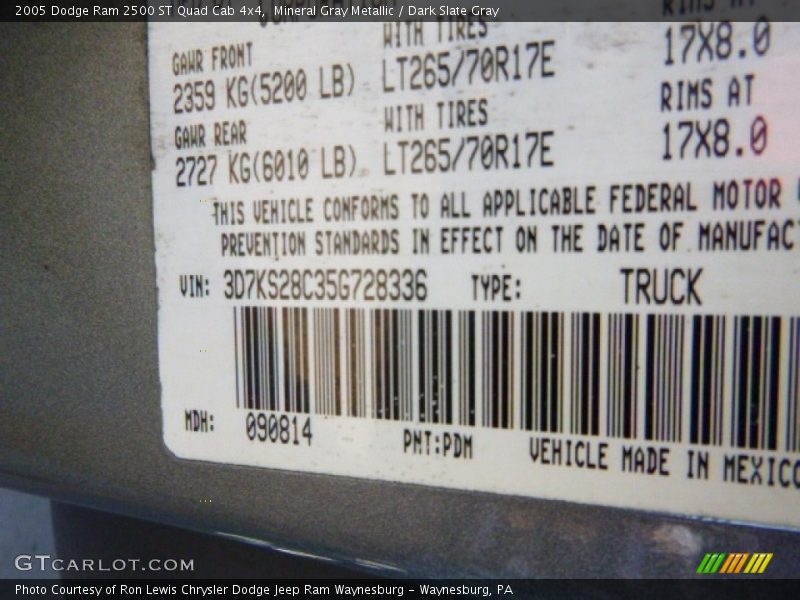 2005 Dodge Ram 2500 ST Quad Cab 4x4, Mineral Gray Metallic / Dark Slate Gray
RIMS AT
GAWR FRONT WITH TIRES 17X8.0
2359 KG(5200 LB) LT265/70R17E
GAWR REAR WITH TIRES RIMS AT
2727 KG(6010 LB) LT265/70R17E 17X8.0
THIS VEHICLE CONFORMS TO ALL APPLICABLE FEDERAL MOTOR
PREVENTION STANDARDS IN EFFECT ON THE DATE OF MANUFAC
VIN: 3D7KS28C35G728336 TYPE: TRUCK
MDH: 090814 PNT:PDM VEHICLE MADE IN MEXICO
GTCARLOT.COM
Photo Courtesy of Ron Lewis Chrysler Dodge Jeep Ram Waynesburg - Waynesburg, PA